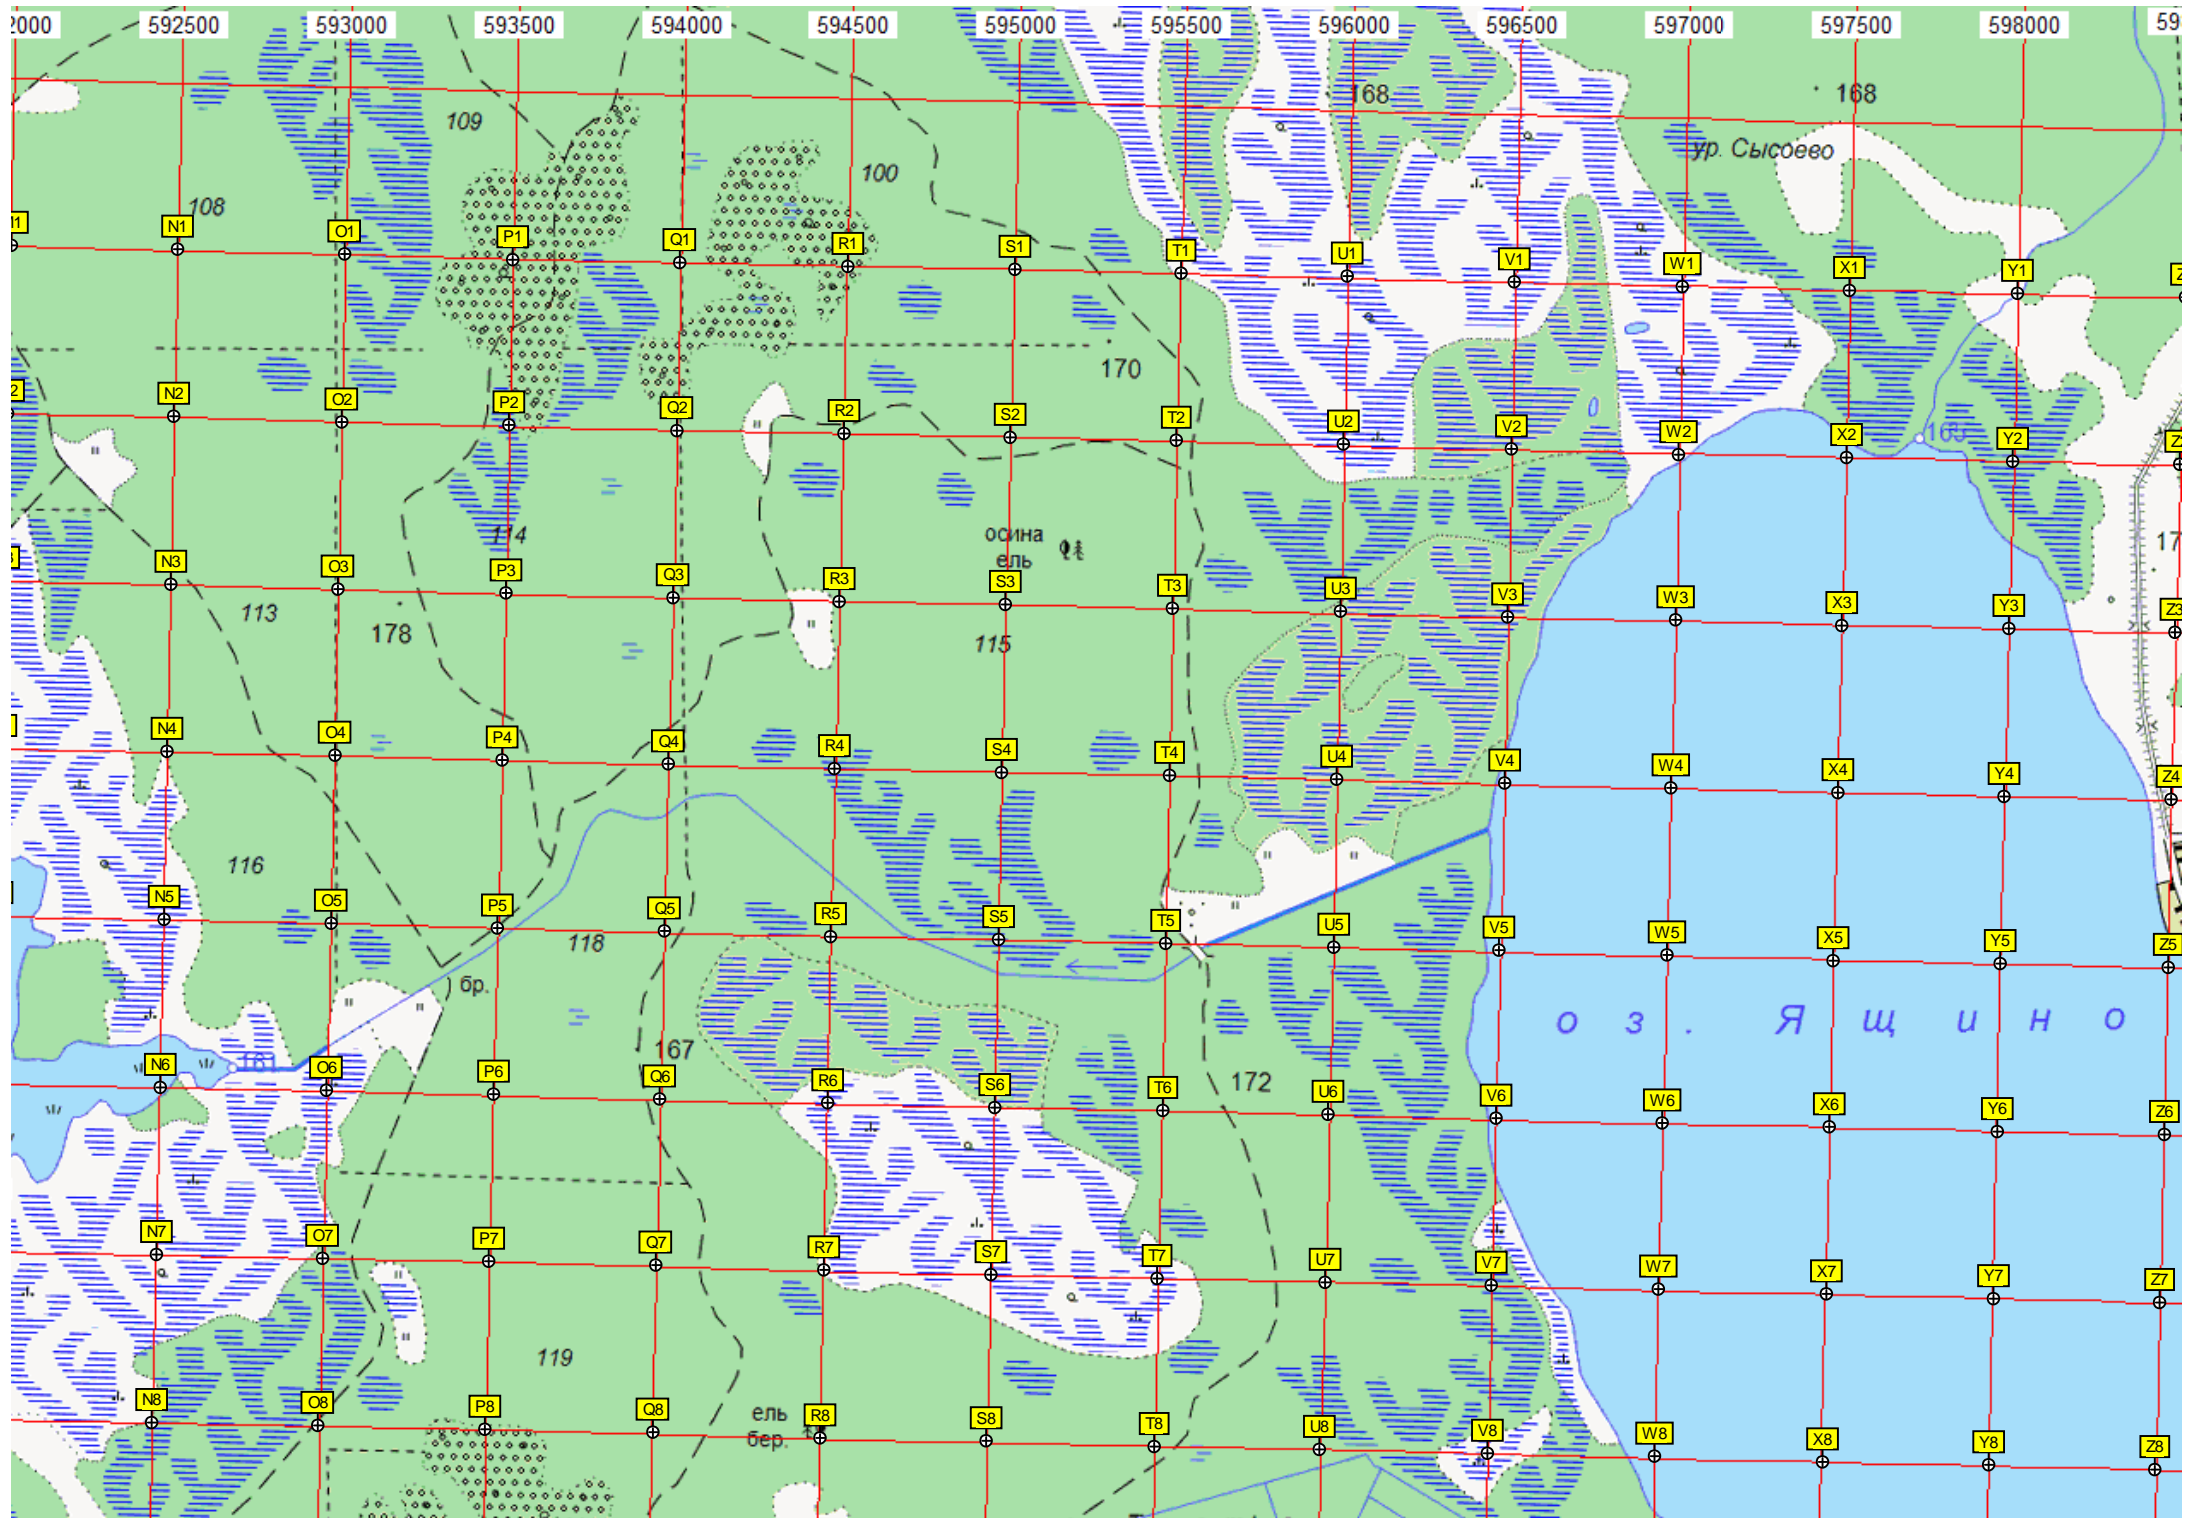 2000 592500 593000 593500 594000 594500 595000 595500 596000 596500 597000 597500 598000 59
168 168
109
ур. Сысоево
100
108
N1 O1 P1 Q1 R1 S1 T1 U1 V1 W1 X1 Y1
170
N2 O2 P2 Q2 R2 S2 T2 U2 V2 W2 X2 Y2
114
осина
ель
17
N3 O3 P3 Q3 R3 S3 T3 U3 V3 W3 X3 Y3 Z3
113
178
115
N4 O4 P4 Q4 R4 S4 T4 U4 V4 W4 X4 Y4 Z4
116
N5 O5 P5 Q5 R5 S5 T5 U5 V5 W5 X5 Y5 Z5
118
бр.
оз. Ящино
167
161
172
N6 O6 P6 Q6 R6 S6 T6 U6 V6 W6 X6 Y6 Z6
N7 O7 P7 Q7 R7 S7 T7 U7 V7 W7 X7 Y7 Z7
119
N8 O8 P8 Q8 R8 S8 T8 U8 V8 W8 X8 Y8 Z8
ель
бер.